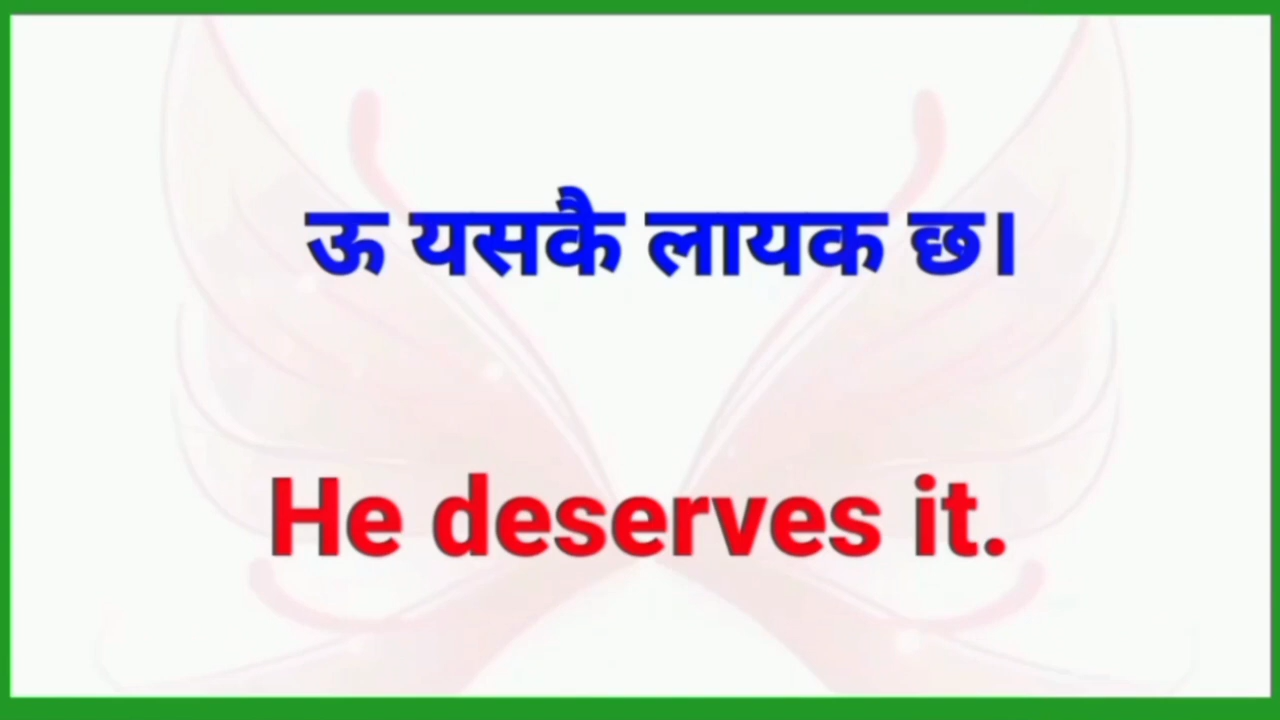 ऊ यसकै लायक छ।
He deserves it.